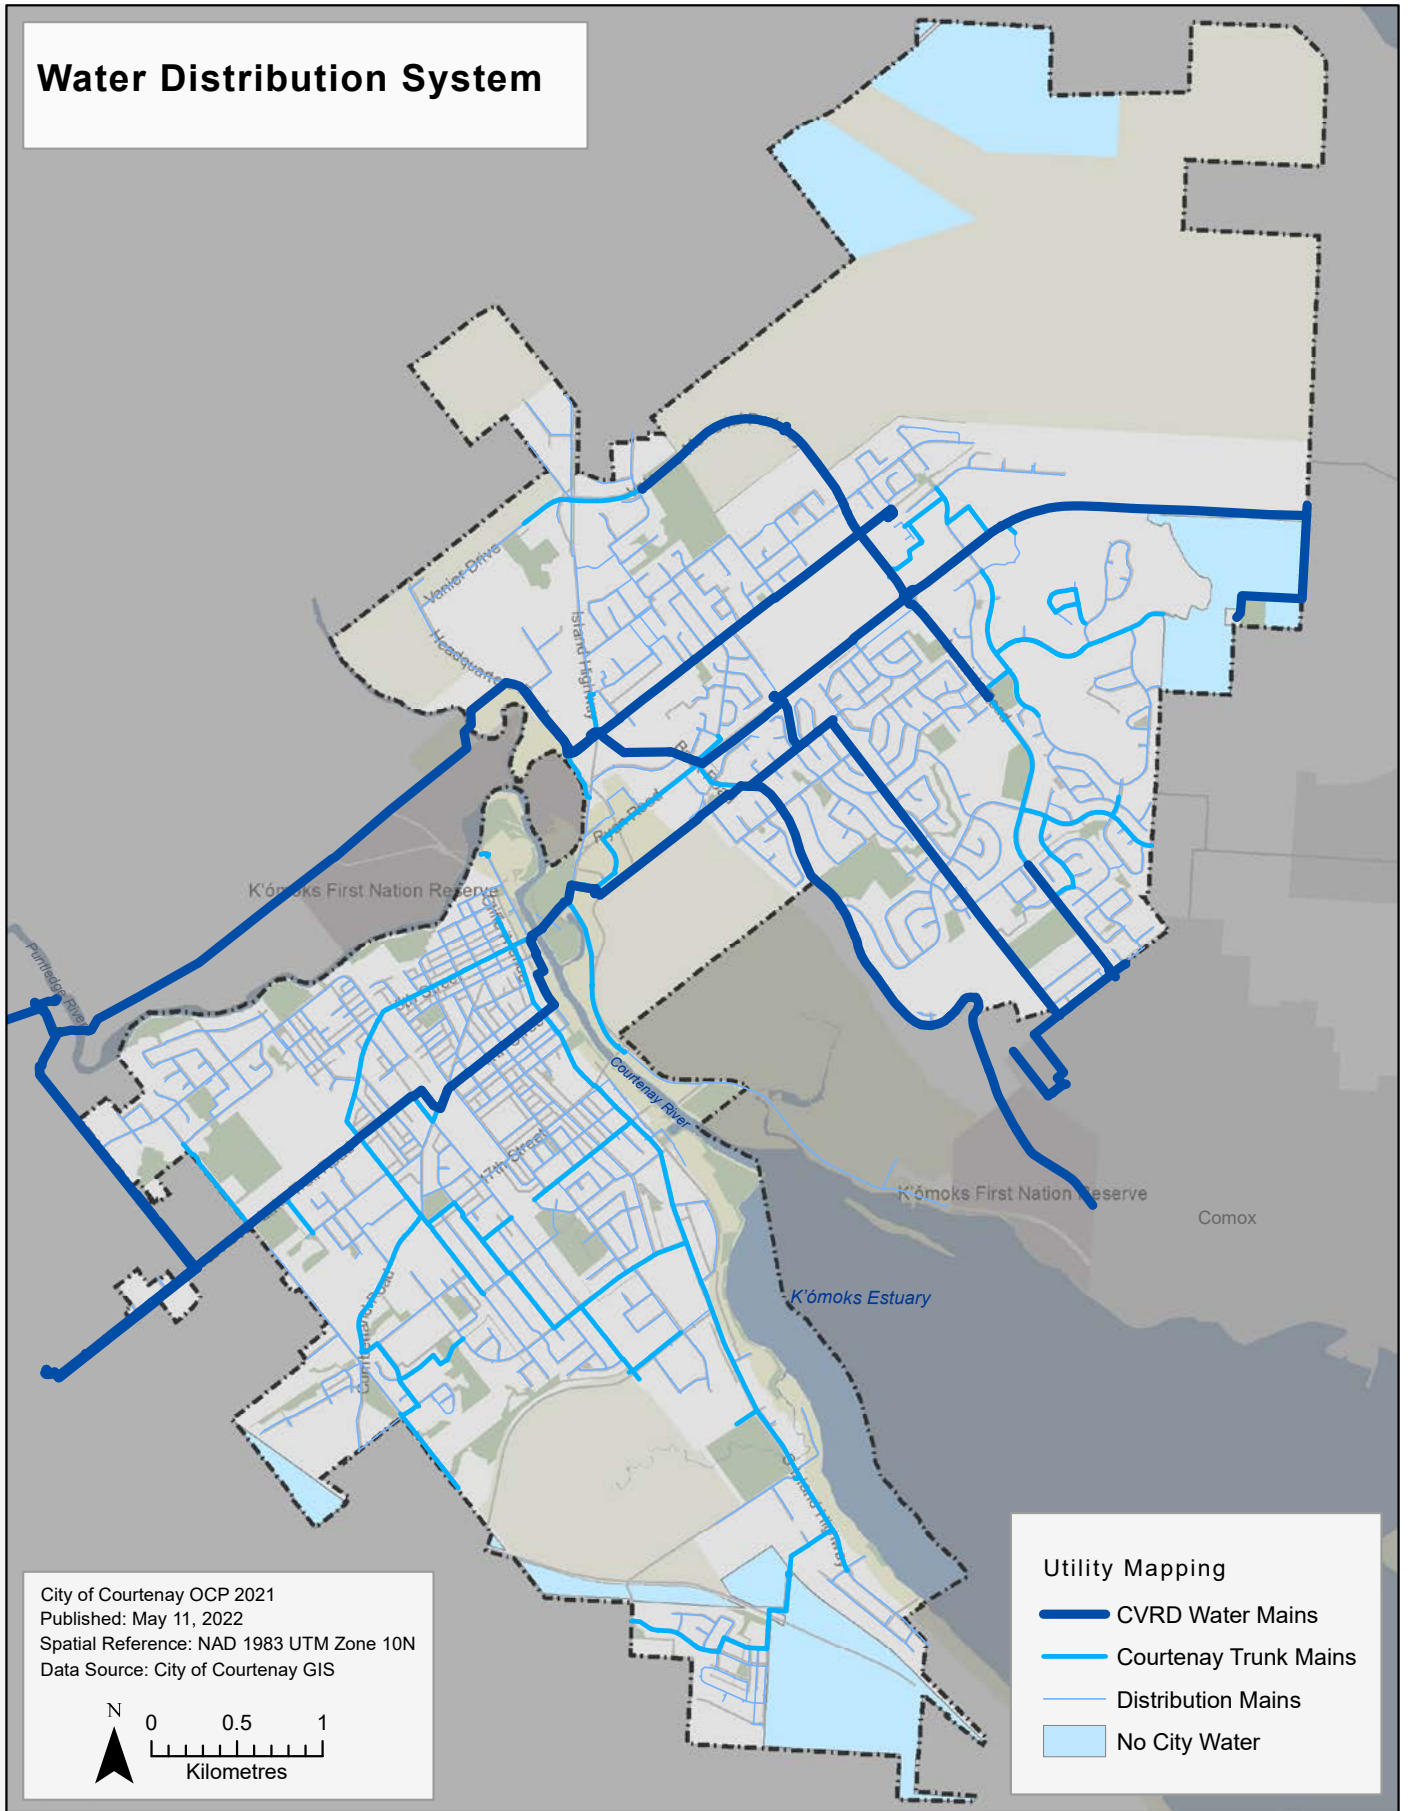 Water Distribution System
Vanier Drive
Island Highway
Ryan Road
K'ómoks First Nation Reserve
Puntledge River
17th Street
Courtenay River
K'ómoks First Nation Reserve
Comox
K'ómoks Estuary
City of Courtenay OCP 2021
Published: May 11, 2022
Spatial Reference: NAD 1983 UTM Zone 10N
Data Source: City of Courtenay GIS
N
0 0.5 1
Kilometres
Utility Mapping
CVRD Water Mains
Courtenay Trunk Mains
Distribution Mains
No City Water